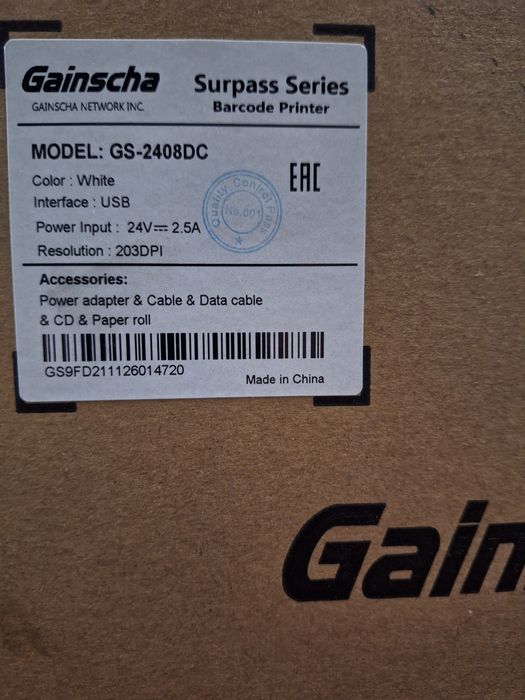 Gainscha
GAINSCHA NETWORK INC.
Surpass Series
Barcode Printer
MODEL: GS-2408DC
Color : White
Interface : USB
Power Input : 24V⎓ 2.5A
Resolution : 203DPI
EAC
Quality Control Pass
No.001
Accessories:
Power adapter & Cable & Data cable
& CD & Paper roll
GS9FD211126014720
Made in China
Gain